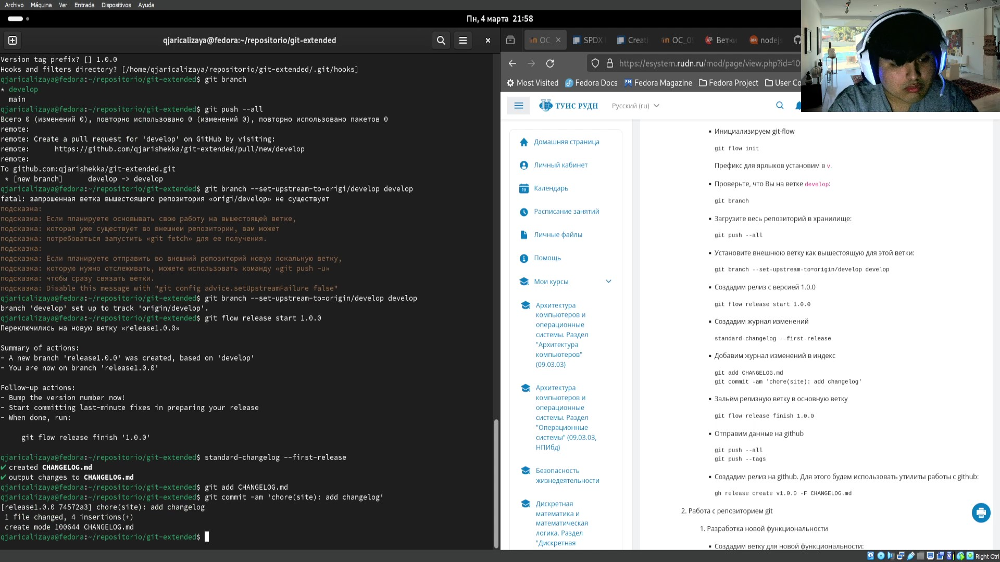 Archivo Máquina Ver Entrada Dispositivos Ayuda
Пн, 4 марта 21:58
qjaricalizaya@fedora:~/repositorio/git-extended
Version tag prefix? [] 1.0.0
Hooks and filters directory? [/home/qjaricalizaya/repositorio/git-extended/.git/hooks]
qjaricalizaya@fedora:~/repositorio/git-extended$ git branch
* develop
main
qjaricalizaya@fedora:~/repositorio/git-extended$ git push --all
Всего 0 (изменений 0), повторно использовано 0 (изменений 0), повторно использовано пакетов 0
remote:
remote: Create a pull request for 'develop' on GitHub by visiting:
remote:      https://github.com/qjarishekka/git-extended/pull/new/develop
remote:
To github.com:qjarishekka/git-extended.git
* [new branch]      develop -> develop
qjaricalizaya@fedora:~/repositorio/git-extended$ git branch --set-upstream-to=origi/develop develop
fatal: запрошенная ветка вышестоящего репозитория «origi/develop» не существует
подсказка:
подсказка: Если планируете основывать свою работу на вышестоящей ветке,
подсказка: которая уже существует во внешнем репозитории, вам может
подсказка: потребоваться запустить «git fetch» для ее получения.
подсказка:
подсказка: Если планируете отправить во внешний репозиторий новую локальную ветку,
подсказка: которую нужно отслеживать, можете использовать команду «git push -u»
подсказка: чтобы сразу связать ветки.
подсказка: Disable this message with "git config advice.setUpstreamFailure false"
qjaricalizaya@fedora:~/repositorio/git-extended$ git branch --set-upstream-to=origin/develop develop
branch 'develop' set up to track 'origin/develop'.
qjaricalizaya@fedora:~/repositorio/git-extended$ git flow release start 1.0.0
Переключились на новую ветку «release1.0.0»
Summary of actions:
- A new branch 'release1.0.0' was created, based on 'develop'
- You are now on branch 'release1.0.0'
Follow-up actions:
- Bump the version number now!
- Start committing last-minute fixes in preparing your release
- When done, run:
git flow release finish '1.0.0'
qjaricalizaya@fedora:~/repositorio/git-extended$ standard-changelog --first-release
✔ created CHANGELOG.md
✔ output changes to CHANGELOG.md
qjaricalizaya@fedora:~/repositorio/git-extended$ git add CHANGELOG.md
qjaricalizaya@fedora:~/repositorio/git-extended$ git commit -am 'chore(site): add changelog'
[release1.0.0 74572a3] chore(site): add changelog
1 file changed, 4 insertions(+)
create mode 100644 CHANGELOG.md
qjaricalizaya@fedora:~/repositorio/git-extended$
OC_ SPDX Creati OC_0 Ветки nodejs
https://esystem.rudn.ru/mod/page/view.php?id=10
Most Visited Fedora Docs Fedora Magazine Fedora Project User Co
ТУИС РУДН Русский (ru)
Домашняя страница
Личный кабинет
Календарь
Расписание занятий
Личные файлы
Помощь
Мои курсы
Архитектура
компьютеров и
операционные
системы. Раздел
"Архитектура
компьютеров"
(09.03.03)
Архитектура
компьютеров и
операционные
системы. Раздел
"Операционные
системы" (09.03.03,
НПИбд)
Безопасность
жизнедеятельности
Дискретная
математика и
математическая
логика. Раздел
"Дискретная
▪ Инициализируем git-flow
git flow init
Префикс для ярлыков установим в v.
▪ Проверьте, что Вы на ветке develop:
git branch
▪ Загрузите весь репозиторий в хранилище:
git push --all
▪ Установите внешнюю ветку как вышестоящую для этой ветки:
git branch --set-upstream-to=origin/develop develop
▪ Создадим релиз с версией 1.0.0
git flow release start 1.0.0
▪ Создадим журнал изменений
standard-changelog --first-release
▪ Добавим журнал изменений в индекс
git add CHANGELOG.md
git commit -am 'chore(site): add changelog'
▪ Зальём релизную ветку в основную ветку
git flow release finish 1.0.0
▪ Отправим данные на github
git push --all
git push --tags
▪ Создадим релиз на github. Для этого будем использовать утилиты работы с github:
gh release create v1.0.0 -F CHANGELOG.md
2. Работа с репозиторием git
1. Разработка новой функциональности
▪ Создадим ветку для новой функциональности:
Right Ctrl